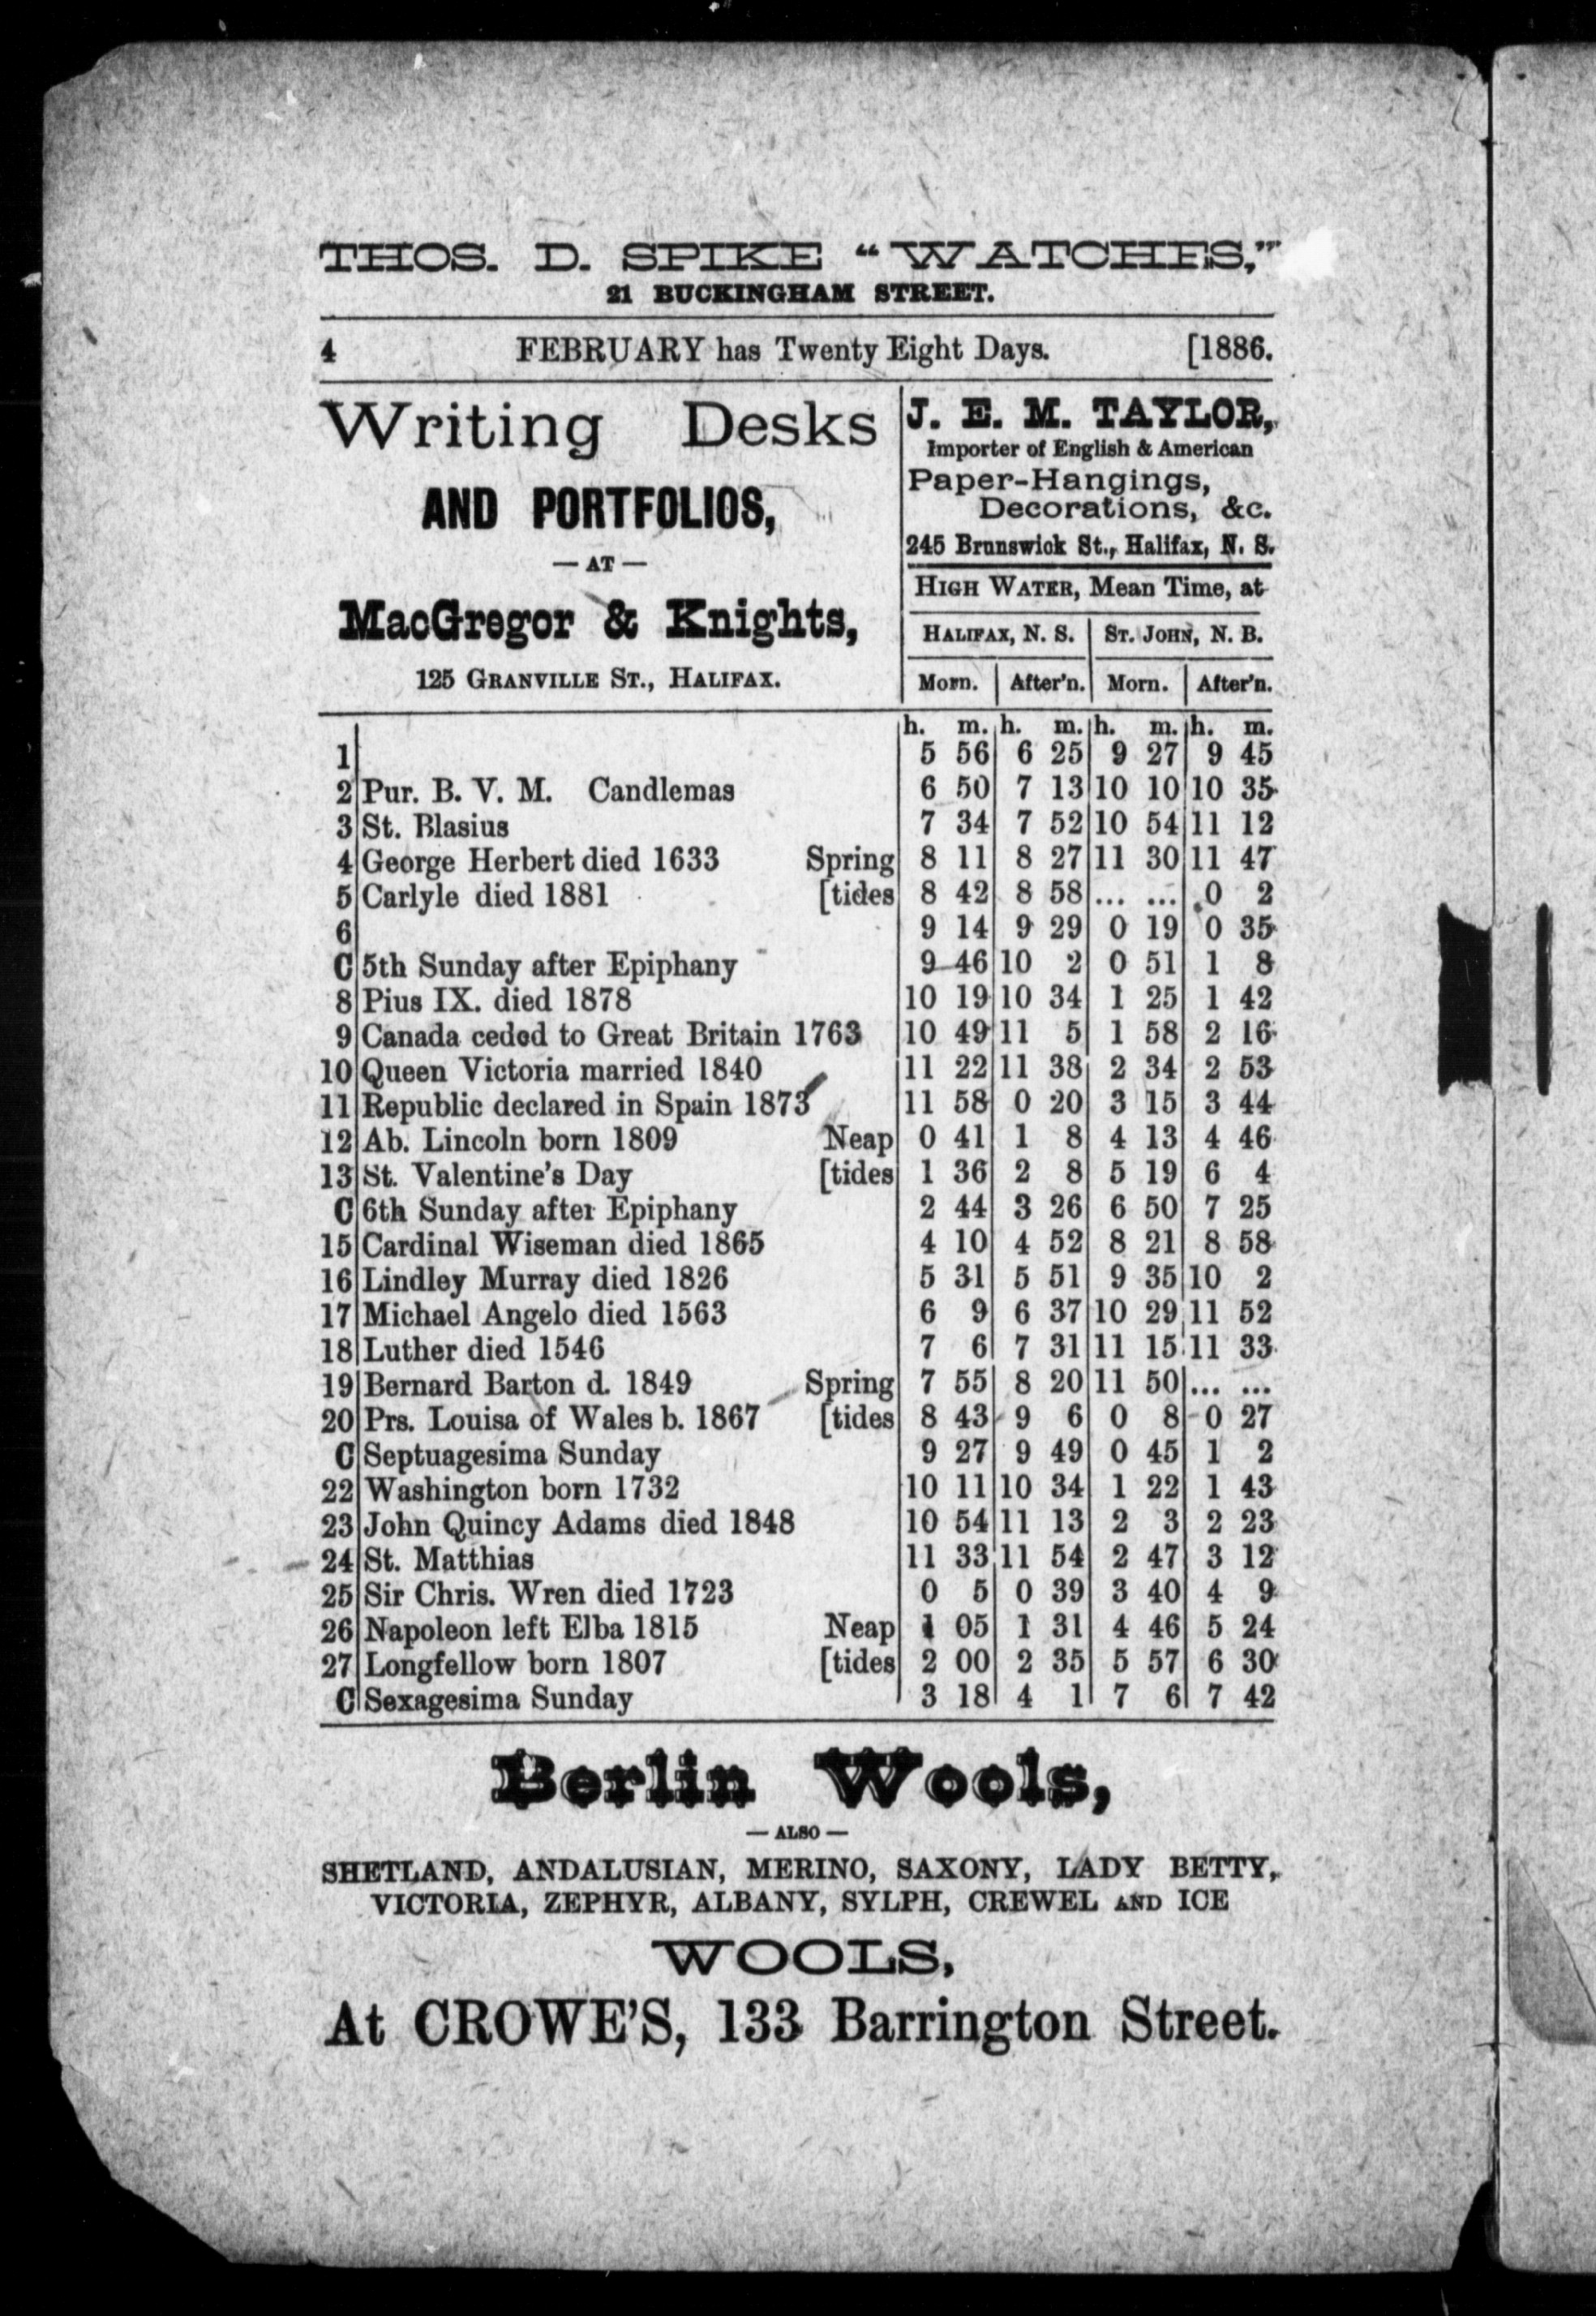 THOS. D. SPIKE "WATCHES,"
21 BUCKINGHAM STREET.
4 FEBRUARY has Twenty Eight Days. [1886.
Writing Desks
AND PORTFOLIOS,
— AT —
MacGregor & Knights,
125 GRANVILLE ST., HALIFAX.
J. E. M. TAYLOR,
Importer of English & American
Paper-Hangings,
Decorations, &c.
245 Brunswick St., Halifax, N. S.
HIGH WATER, Mean Time, at
HALIFAX, N. S. ST. JOHN, N. B.
Morn. After'n. Morn. After'n.
h. m. h. m. h. m. h. m.
1 5 56 6 25 9 27 9 45
2 Pur. B. V. M. Candlemas 6 50 7 13 10 10 10 35
3 St. Blasius 7 34 7 52 10 54 11 12
4 George Herbert died 1633 Spring 8 11 8 27 11 30 11 47
5 Carlyle died 1881 [tides 8 42 8 58 ... ... 0 2
6 9 14 9 29 0 19 0 35
C 5th Sunday after Epiphany 9 46 10 2 0 51 1 8
8 Pius IX. died 1878 10 19 10 34 1 25 1 42
9 Canada ceded to Great Britain 1763 10 49 11 5 1 58 2 16
10 Queen Victoria married 1840 11 22 11 38 2 34 2 53
11 Republic declared in Spain 1873 11 58 0 20 3 15 3 44
12 Ab. Lincoln born 1809 Neap 0 41 1 8 4 13 4 46
13 St. Valentine's Day [tides 1 36 2 8 5 19 6 4
C 6th Sunday after Epiphany 2 44 3 26 6 50 7 25
15 Cardinal Wiseman died 1865 4 10 4 52 8 21 8 58
16 Lindley Murray died 1826 5 31 5 51 9 35 10 2
17 Michael Angelo died 1563 6 9 6 37 10 29 11 52
18 Luther died 1546 7 6 7 31 11 15 11 33
19 Bernard Barton d. 1849 Spring 7 55 8 20 11 50 ... ...
20 Prs. Louisa of Wales b. 1867 [tides 8 43 9 6 0 8 0 27
C Septuagesima Sunday 9 27 9 49 0 45 1 2
22 Washington born 1732 10 11 10 34 1 22 1 43
23 John Quincy Adams died 1848 10 54 11 13 2 3 2 23
24 St. Matthias 11 33 11 54 2 47 3 12
25 Sir Chris. Wren died 1723 0 5 0 39 3 40 4 9
26 Napoleon left Elba 1815 Neap 1 05 1 31 4 46 5 24
27 Longfellow born 1807 [tides 2 00 2 35 5 57 6 30
C Sexagesima Sunday 3 18 4 1 7 6 7 42
Berlin Wools,
— ALSO —
SHETLAND, ANDALUSIAN, MERINO, SAXONY, LADY BETTY,
VICTORIA, ZEPHYR, ALBANY, SYLPH, CREWEL AND ICE
WOOLS,
At CROWE'S, 133 Barrington Street.